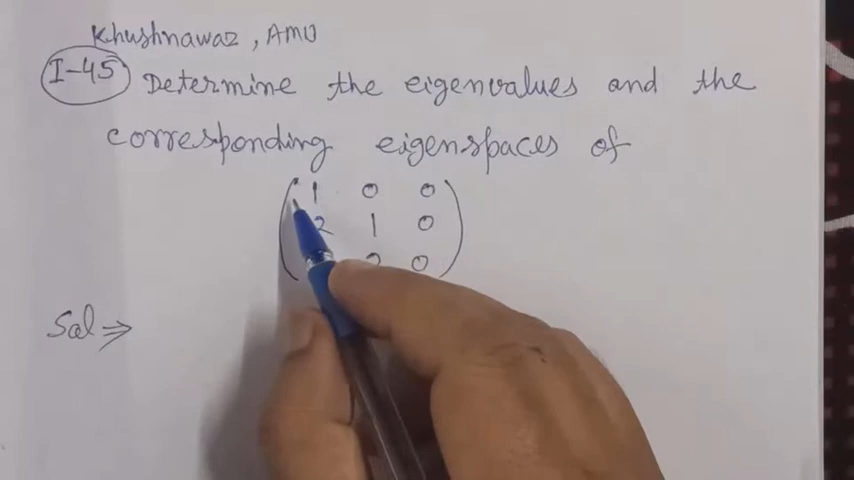 Khushnawaz, AMU
I-45 Determine the eigenvalues and the
corresponding eigenspaces of
1 0 0
2 1 0
0 0
Sol ⇒